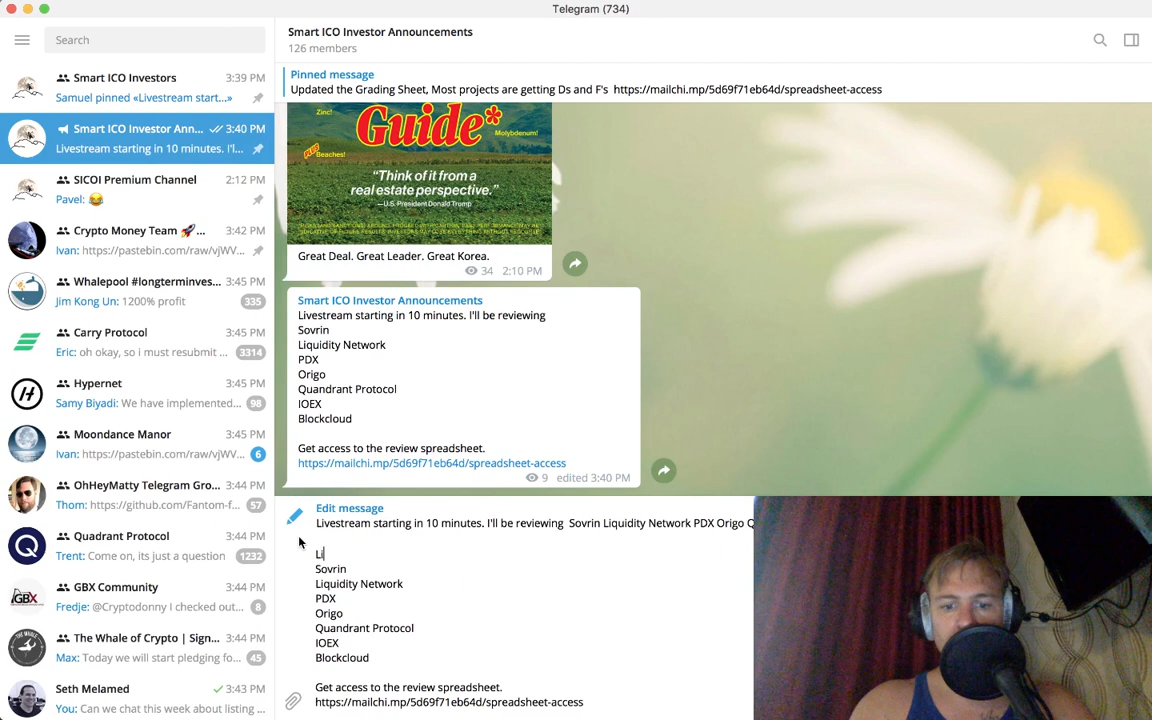 Telegram (734)
Search
Smart ICO Investors 3:39 PM
Samuel pinned «Livestream start...»
Smart ICO Investor Ann... 3:40 PM
Livestream starting in 10 minutes. I'l...
SICOI Premium Channel 2:12 PM
Pavel: 😂
Crypto Money Team 🚀... 3:42 PM
Ivan: https://pastebin.com/raw/vjWV...
Whalepool #longterminves... 3:45 PM
Jim Kong Un: 1200% profit 335
Carry Protocol 3:45 PM
Eric: oh okay, so i must resubmit ... 3314
Hypernet 3:45 PM
Samy Biyadi: We have implemented... 98
Moondance Manor 3:45 PM
Ivan: https://pastebin.com/raw/vjWV... 6
OhHeyMatty Telegram Gro... 3:44 PM
Thom: https://github.com/Fantom-f... 57
Quadrant Protocol 3:44 PM
Trent: Come on, its just a question 1232
GBX Community 3:44 PM
Fredje: @Cryptodonny I checked out... 8
The Whale of Crypto | Sign... 3:44 PM
Max: Today we will start pledging fo... 45
Seth Melamed 3:43 PM
You: Can we chat this week about listing ...
Smart ICO Investor Announcements
126 members
Pinned message
Updated the Grading Sheet, Most projects are getting Ds and F's https://mailchi.mp/5d69f71eb64d/spreadsheet-access
Zinc!
Guide*
Molybdenum!
PLUS
Beaches!
“Think of it from a
real estate perspective.”
—U.S. President Donald Trump
Great Deal. Great Leader. Great Korea.
34 2:10 PM
Smart ICO Investor Announcements
Livestream starting in 10 minutes. I'll be reviewing
Sovrin
Liquidity Network
PDX
Origo
Quandrant Protocol
IOEX
Blockcloud
Get access to the review spreadsheet.
https://mailchi.mp/5d69f71eb64d/spreadsheet-access
9 edited 3:40 PM
Edit message
Livestream starting in 10 minutes. I'll be reviewing Sovrin Liquidity Network PDX Origo Q
Li
Sovrin
Liquidity Network
PDX
Origo
Quandrant Protocol
IOEX
Blockcloud
Get access to the review spreadsheet.
https://mailchi.mp/5d69f71eb64d/spreadsheet-access